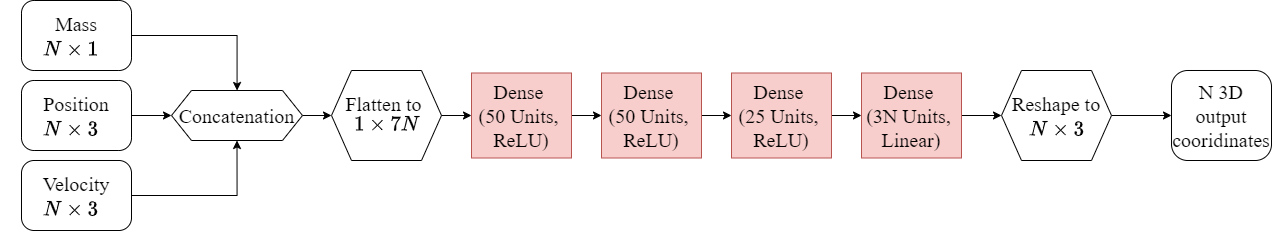 Mass
N × 1
Position
N × 3
Velocity
N × 3
Concatenation
Flatten to
1 × 7N
Dense
(50 Units,
ReLU)
Dense
(50 Units,
ReLU)
Dense
(25 Units,
ReLU)
Dense
(3N Units,
Linear)
Reshape to
N × 3
N 3D
output
cooridinates